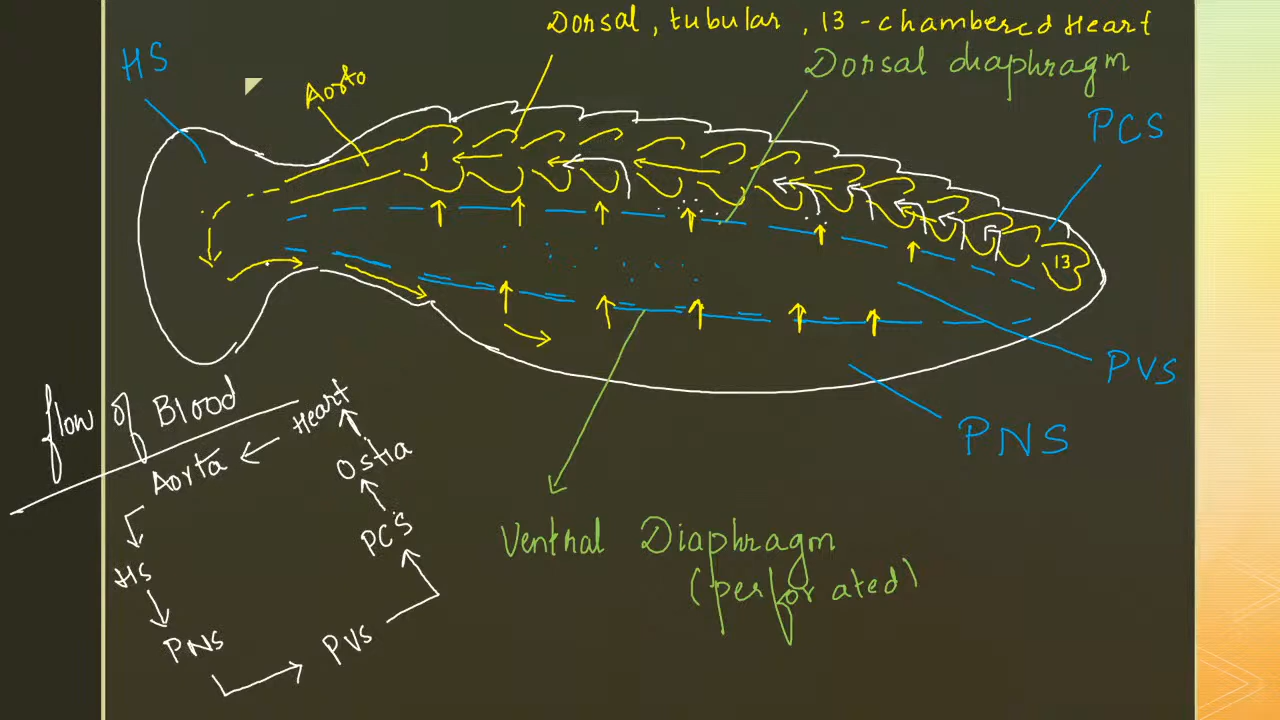 Dorsal, tubular, 13-chambered Heart
HS
Dorsal diaphragm
Aorta
PCS
1
13
PVS
PNS
flow of Blood
Heart
Aorta
Ostia
PCS
HS
PNS
PVS
Ventral Diaphragm
(perforated)